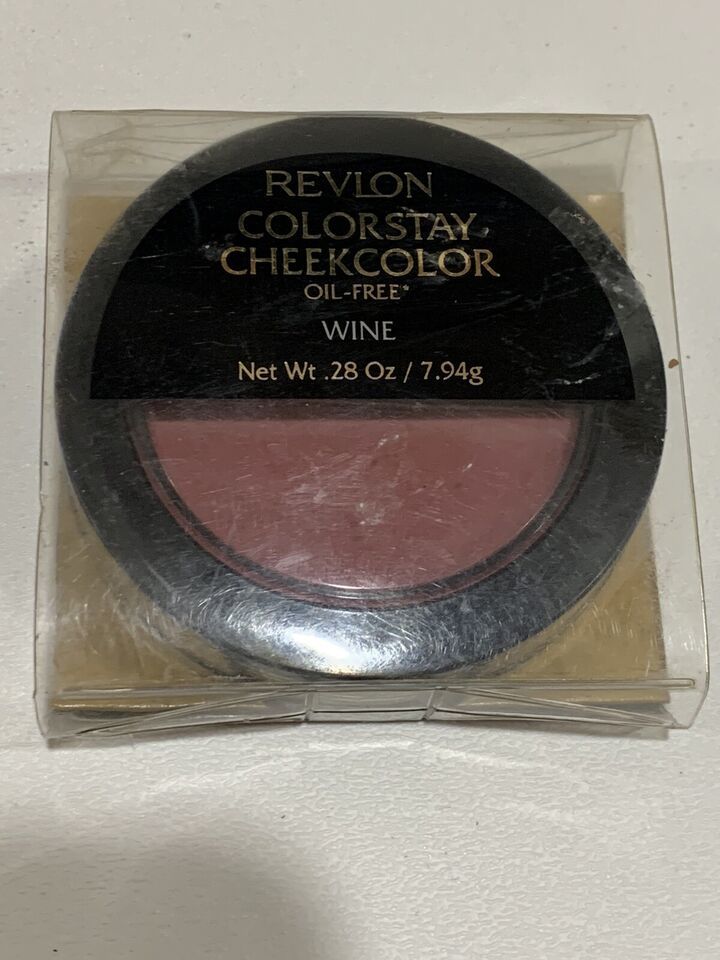 REVLON
COLORSTAY
CHEEKCOLOR
OIL-FREE*
WINE
Net Wt .28 Oz / 7.94g